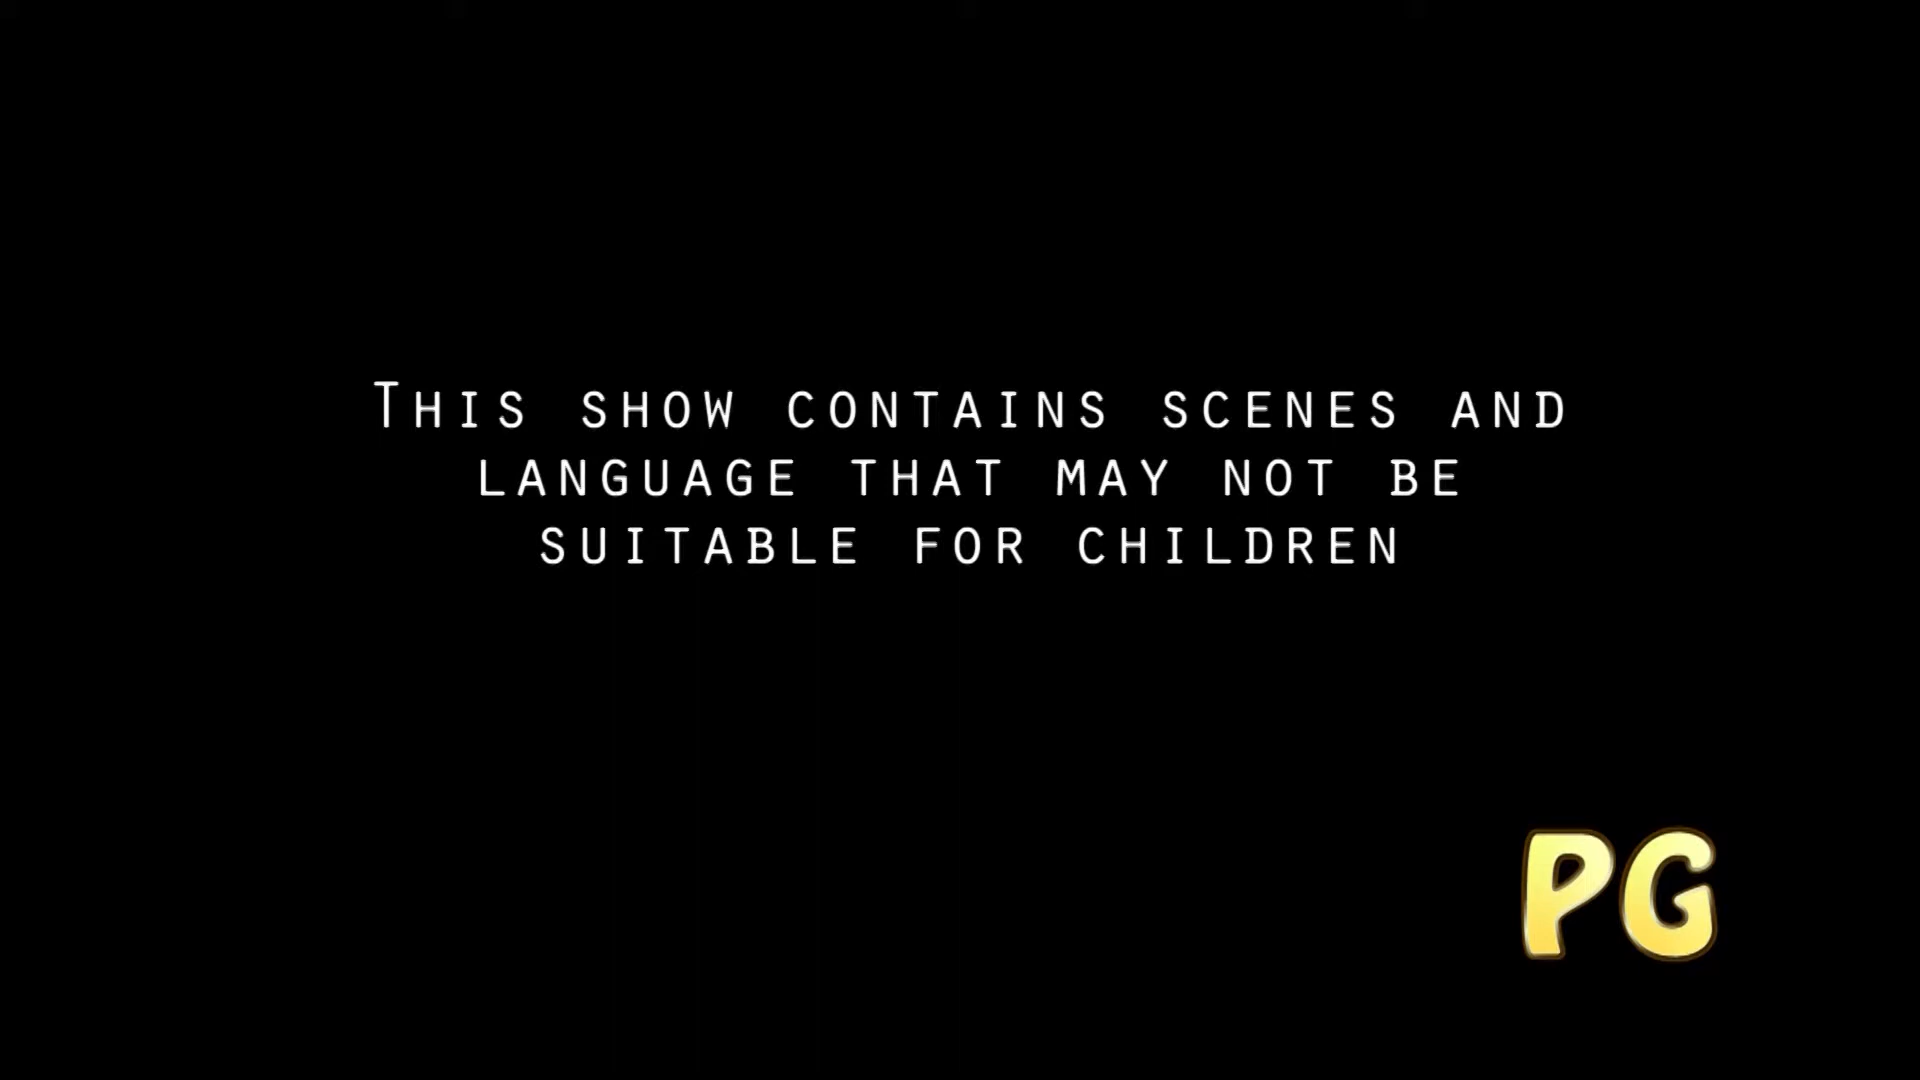 This show contains scenes and
language that may not be
suitable for children
PG